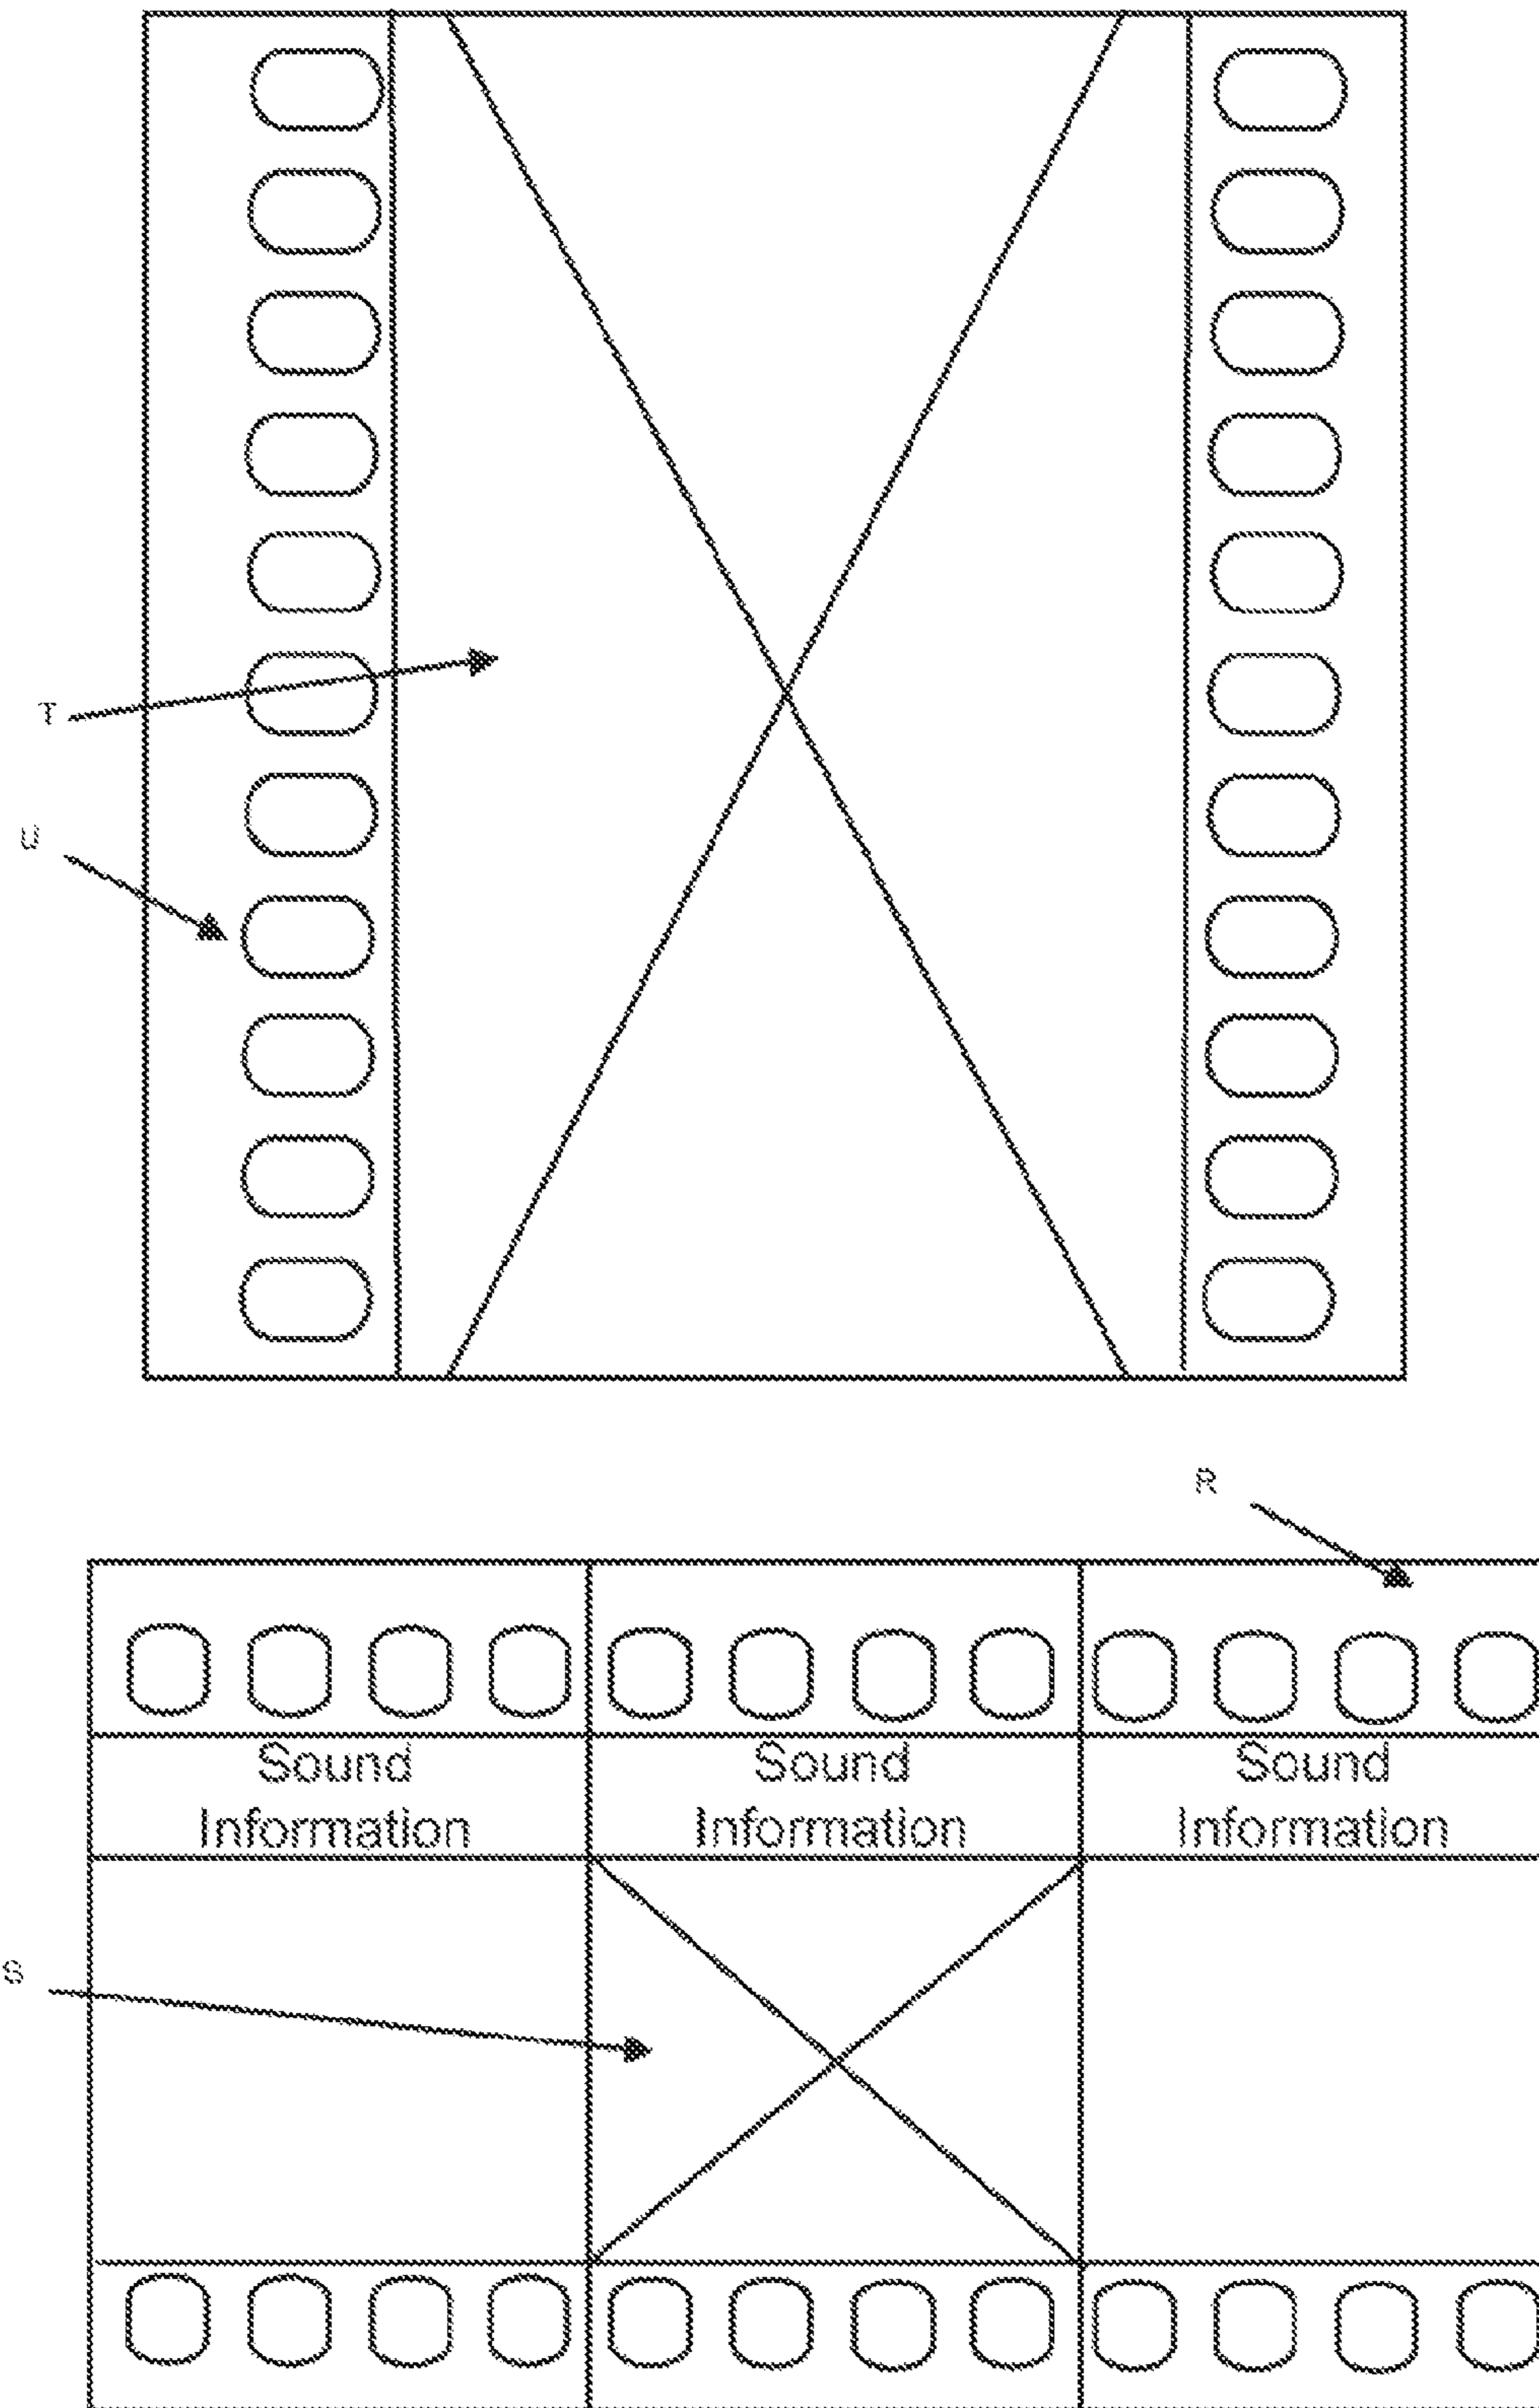 T
U
R
Sound Sound Sound
Information Information Information
S